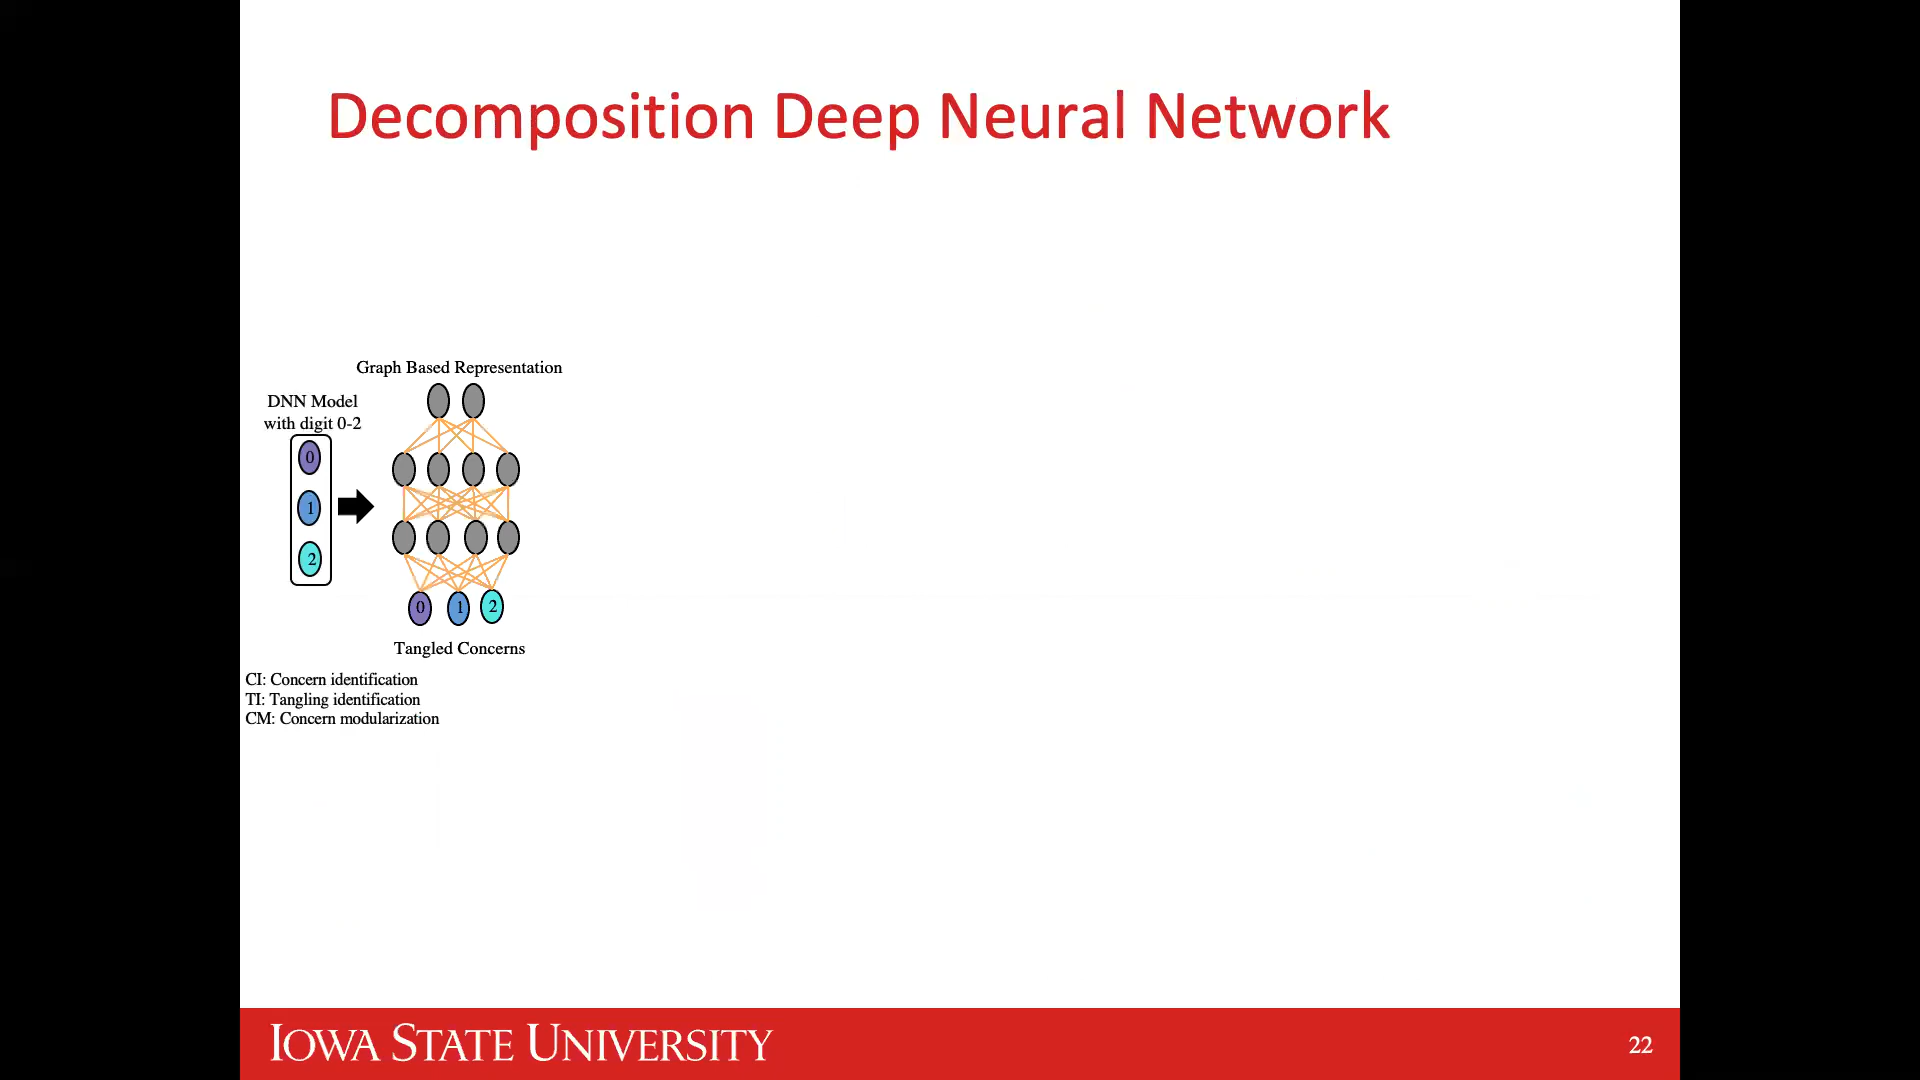 Decomposition Deep Neural Network
Graph Based Representation
DNN Model
with digit 0-2
0
1
2
0 1 2
Tangled Concerns
CI: Concern identification
TI: Tangling identification
CM: Concern modularization
IOWA STATE UNIVERSITY
22